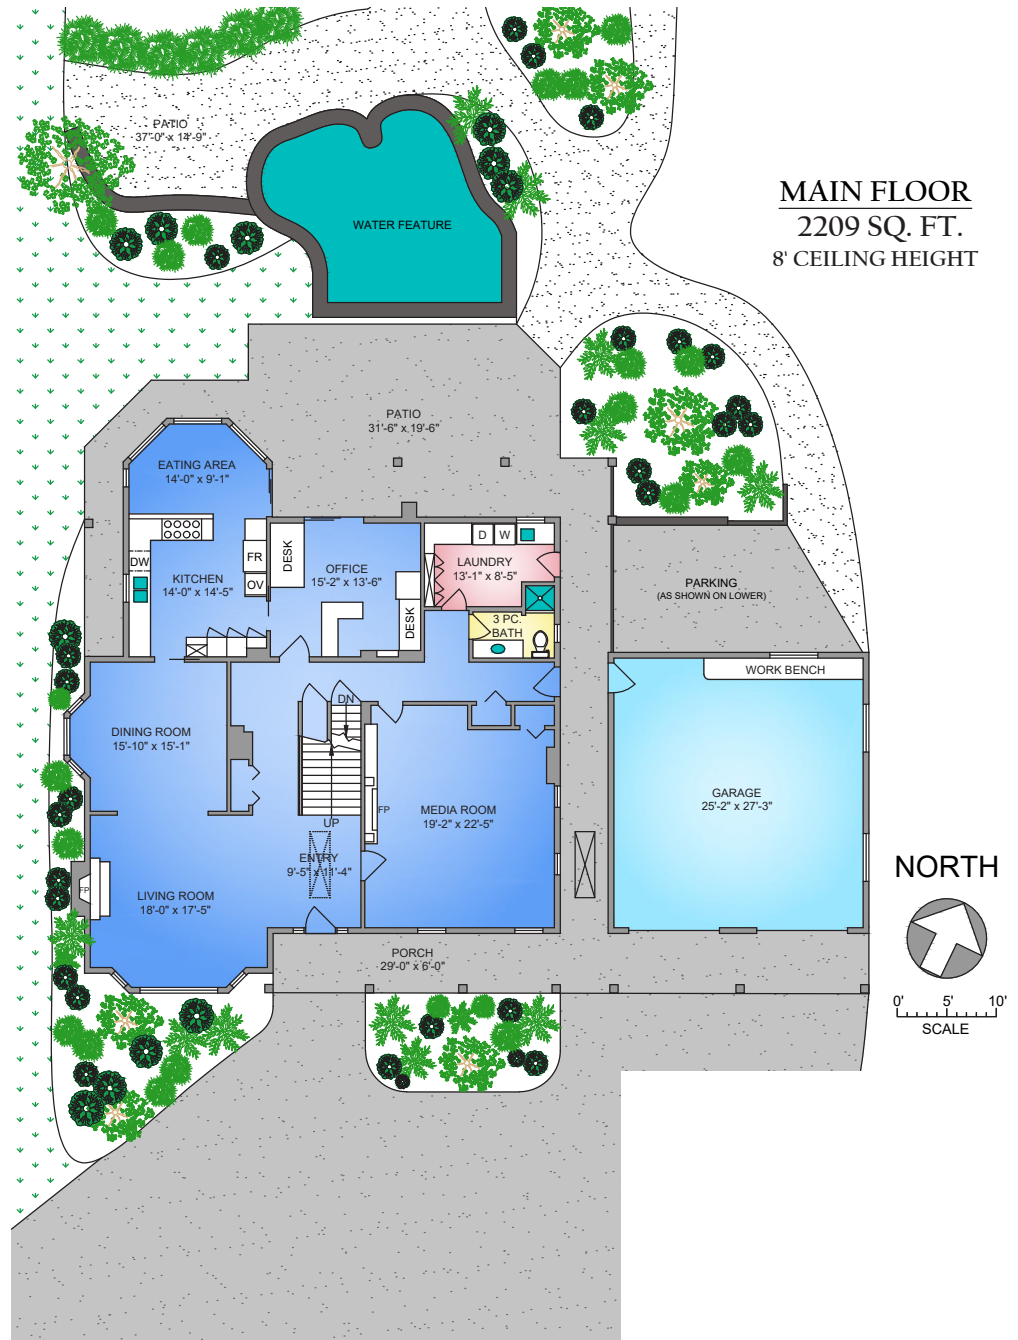 PATIO
37'-0" x 14'-9"
WATER FEATURE
MAIN FLOOR
2209 SQ. FT.
8' CEILING HEIGHT
PATIO
31'-6" x 19'-6"
EATING AREA
14'-0" x 9'-1"
DW
FR
OV
KITCHEN
14'-0" x 14'-5"
DESK
OFFICE
15'-2" x 13'-6"
DESK
D
W
LAUNDRY
13'-1" x 8'-5"
3 PC.
BATH
PARKING
(AS SHOWN ON LOWER)
WORK BENCH
DN
DINING ROOM
15'-10" x 15'-1"
UP
FP
MEDIA ROOM
19'-2" x 22'-5"
GARAGE
25'-2" x 27'-3"
ENTRY
9'-5" x 11'-4"
FP
LIVING ROOM
18'-0" x 17'-5"
PORCH
29'-0" x 6'-0"
NORTH
0' 5' 10'
SCALE